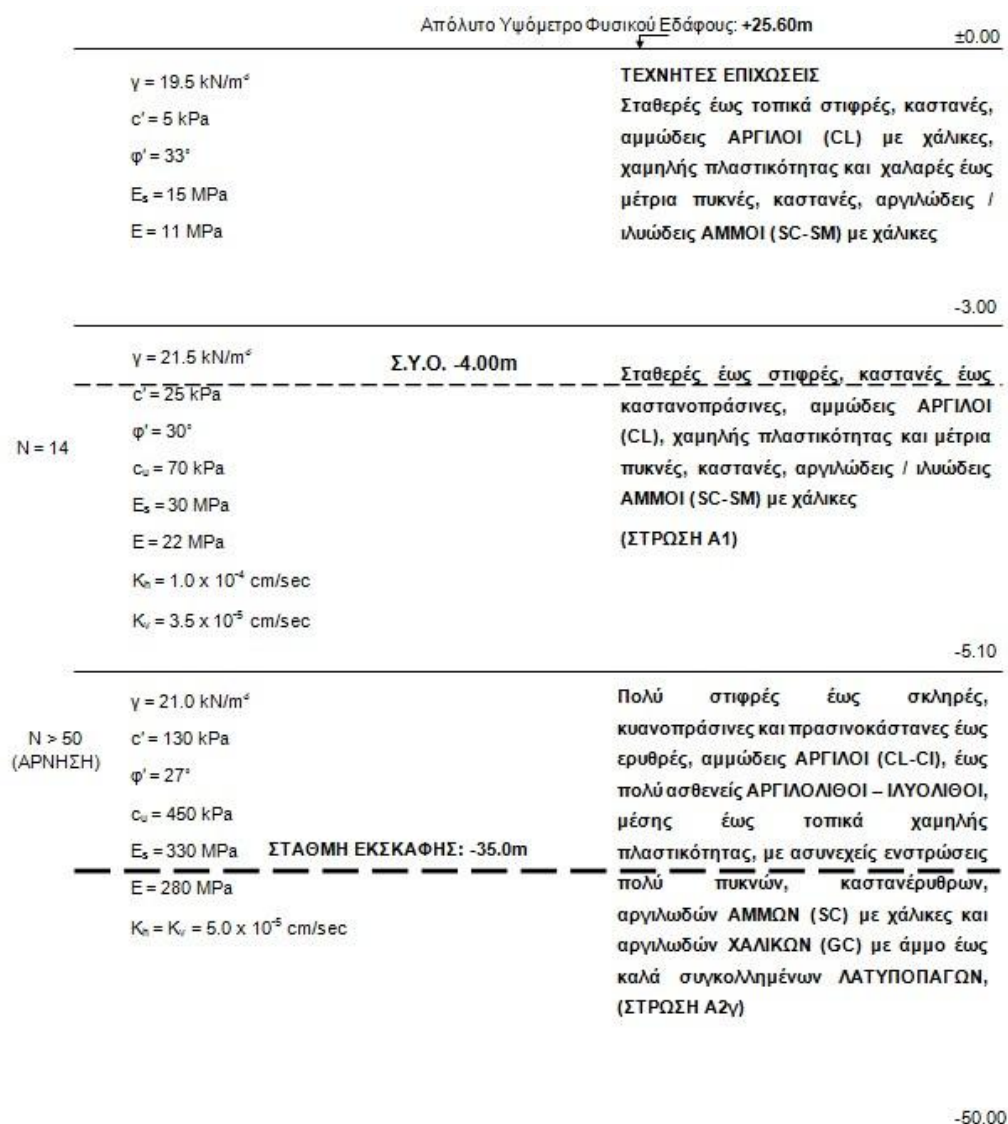 Απόλυτο Υψόμετρο Φυσικού Εδάφους: +25.60m
±0.00
γ = 19.5 kN/m³
c' = 5 kPa
φ' = 33°
Eₛ = 15 MPa
E = 11 MPa
ΤΕΧΝΗΤΕΣ ΕΠΙΧΩΣΕΙΣ
Σταθερές έως τοπικά στιφρές, καστανές,
αμμώδεις ΑΡΓΙΛΟΙ (CL) με χάλικες,
χαμηλής πλαστικότητας και χαλαρές έως
μέτρια πυκνές, καστανές, αργιλώδεις /
ιλυώδεις ΑΜΜΟΙ (SC-SM) με χάλικες
-3.00
N = 14
γ = 21.5 kN/m³
c' = 25 kPa
φ' = 30°
cᵤ = 70 kPa
Eₛ = 30 MPa
E = 22 MPa
Kₕ = 1.0 x 10⁻⁴ cm/sec
Kᵥ = 3.5 x 10⁻⁵ cm/sec
Σ.Υ.Ο. -4.00m
Σταθερές έως στιφρές, καστανές έως
καστανοπράσινες, αμμώδεις ΑΡΓΙΛΟΙ
(CL), χαμηλής πλαστικότητας και μέτρια
πυκνές, καστανές, αργιλώδεις / ιλυώδεις
ΑΜΜΟΙ (SC-SM) με χάλικες
(ΣΤΡΩΣΗ Α1)
-5.10
N > 50
(ΑΡΝΗΣΗ)
γ = 21.0 kN/m³
c' = 130 kPa
φ' = 27°
cᵤ = 450 kPa
Eₛ = 330 MPa
E = 280 MPa
Kₕ = Kᵥ = 5.0 x 10⁻⁵ cm/sec
ΣΤΑΘΜΗ ΕΚΣΚΑΦΗΣ: -35.0m
Πολύ στιφρές έως σκληρές,
κυανοπράσινες και πρασινοκάστανες έως
ερυθρές, αμμώδεις ΑΡΓΙΛΟΙ (CL-CI), έως
πολύ ασθενείς ΑΡΓΙΛΟΛΙΘΟΙ – ΙΛΥΟΛΙΘΟΙ,
μέσης έως τοπικά χαμηλής
πλαστικότητας, με ασυνεχείς ενστρώσεις
πολύ πυκνών, καστανέρυθρων,
αργιλωδών ΑΜΜΩΝ (SC) με χάλικες και
αργιλωδών ΧΑΛΙΚΩΝ (GC) με άμμο έως
καλά συγκολλημένων ΛΑΤΥΠΟΠΑΓΩΝ,
(ΣΤΡΩΣΗ Α2γ)
-50.00